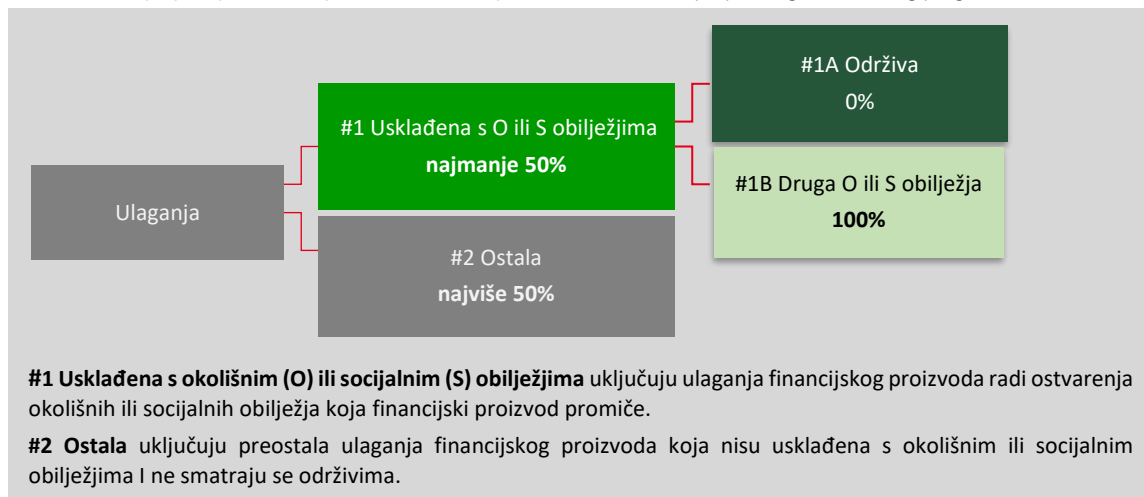 #1A Održiva
0%
#1 Usklađena s O ili S obilježjima
najmanje 50%
#1B Druga O ili S obilježja
100%
Ulaganja
#2 Ostala
najviše 50%
#1 Usklađena s okolišnim (O) ili socijalnim (S) obilježjima uključuju ulaganja financijskog proizvoda radi ostvarenja
okolišnih ili socijalnih obilježja koja financijski proizvod promiče.
#2 Ostala uključuju preostala ulaganja financijskog proizvoda koja nisu usklađena s okolišnim ili socijalnim
obilježjima I ne smatraju se održivima.